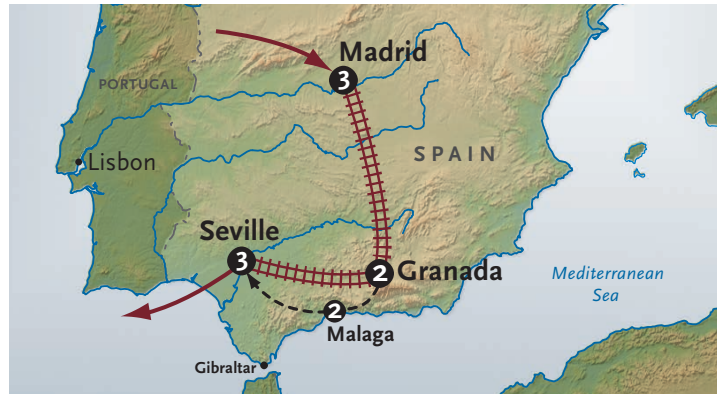 Madrid
3
PORTUGAL
Lisbon
SPAIN
Seville
3
2
Granada
Mediterranean
Sea
2
Malaga
Gibraltar